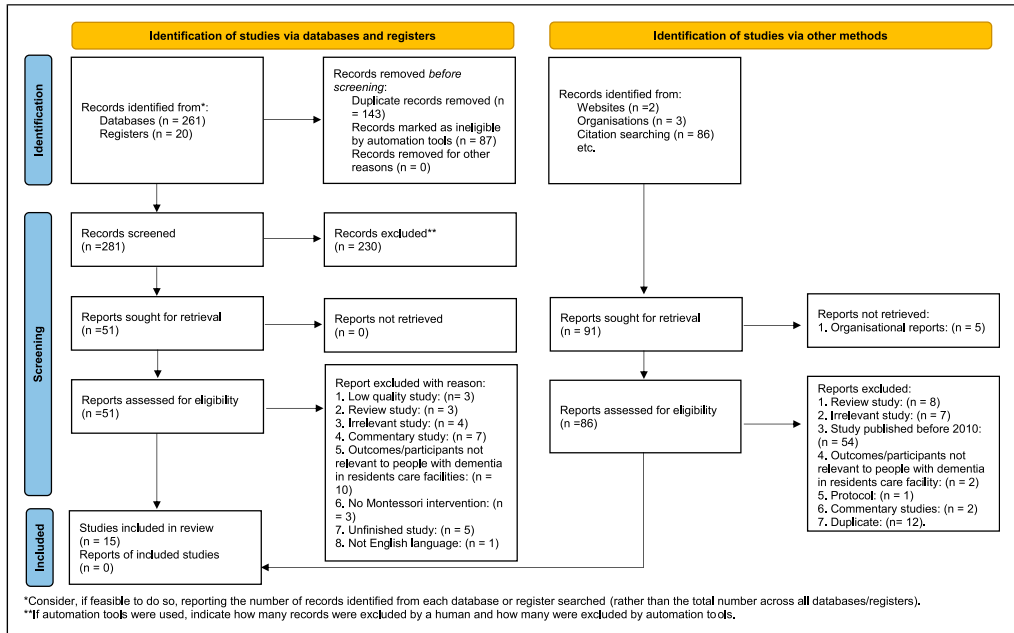 Identification of studies via databases and registers
Identification of studies via other methods
Identification
Records identified from*:
Databases (n = 261)
Registers (n = 20)
Records removed before
screening:
Duplicate records removed (n
= 143)
Records marked as ineligible
by automation tools (n = 87)
Records removed for other
reasons (n = 0)
Records identified from:
Websites (n =2)
Organisations (n = 3)
Citation searching (n = 86)
etc.
Screening
Records screened
(n =281)
Records excluded**
(n = 230)
Reports sought for retrieval
(n =51)
Reports not retrieved
(n = 0)
Reports sought for retrieval
(n = 91)
Reports not retrieved:
1. Organisational reports: (n = 5)
Reports assessed for eligibility
(n =51)
Report excluded with reason:
1. Low quality study: (n= 3)
2. Review study: (n = 3)
3. Irrelevant study: (n = 4)
4. Commentary study: (n = 7)
5. Outcomes/participants not
relevant to people with dementia
in residents care facilities: (n =
10)
6. No Montessori intervention: (n
= 3)
7. Unfinished study: (n = 5)
8. Not English language: (n = 1)
Reports assessed for eligibility
(n =86)
Reports excluded:
1. Review study: (n = 8)
2. Irrelevant study: (n = 7)
3. Study published before 2010:
(n = 54)
4. Outcomes/participants not
relevant to people with dementia
in residents care facility: (n = 2)
5. Protocol: (n = 1)
6. Commentary studies: (n = 2)
7. Duplicate: (n= 12).
Included
Studies included in review
(n = 15)
Reports of included studies
(n = 0)
*Consider, if feasible to do so, reporting the number of records identified from each database or register searched (rather than the total number across all databases/registers).
**If automation tools were used, indicate how many records were excluded by a human and how many were excluded by automation tools.